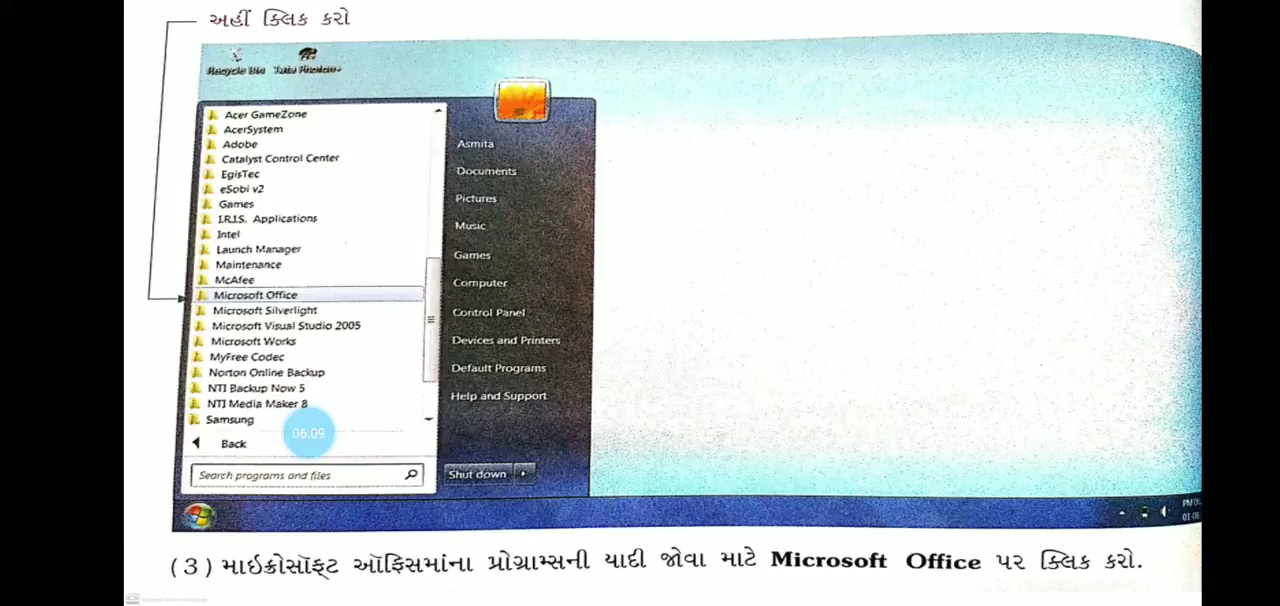 અહીં ક્લિક કરો
Recycle Bin Tata Photon+
Acer GameZone
AcerSystem
Adobe
Catalyst Control Center
EgisTec
eSobi v2
Games
I.R.I.S. Applications
Intel
Launch Manager
Maintenance
McAfee
Microsoft Office
Microsoft Silverlight
Microsoft Visual Studio 2005
Microsoft Works
MyFree Codec
Norton Online Backup
NTI Backup Now 5
NTI Media Maker 8
Samsung
06:09
Back
Search programs and files
Asmita
Documents
Pictures
Music
Games
Computer
Control Panel
Devices and Printers
Default Programs
Help and Support
Shut down
(3) માઇક્રોસૉફ્ટ ઑફિસમાંના પ્રોગ્રામ્સની યાદી જોવા માટે Microsoft Office પર ક્લિક કરો.